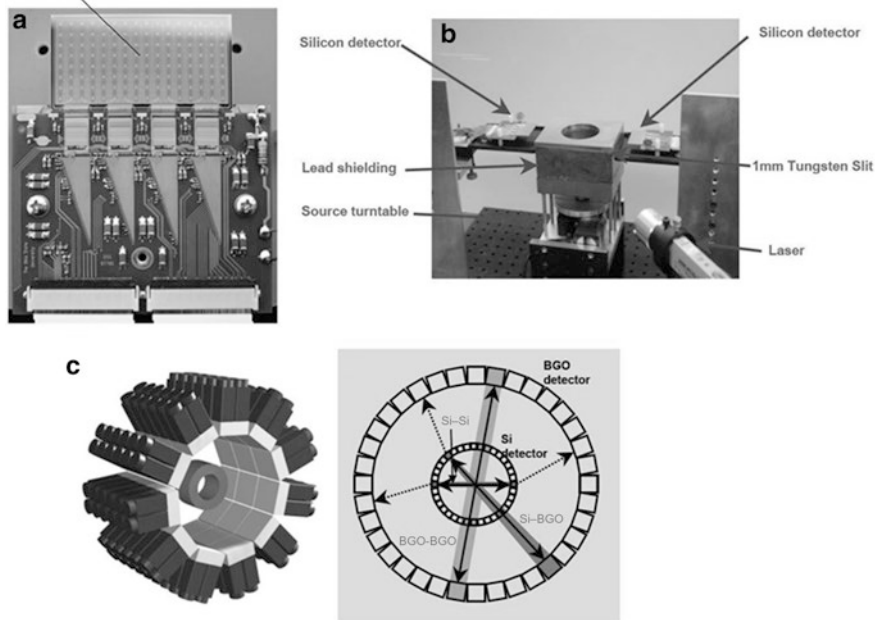 a
b
Silicon detector
Silicon detector
Lead shielding
1mm Tungsten Slit
Source turntable
Laser
c
BGO
detector
Si–Si
Si
detector
Si–BGO
BGO-BGO